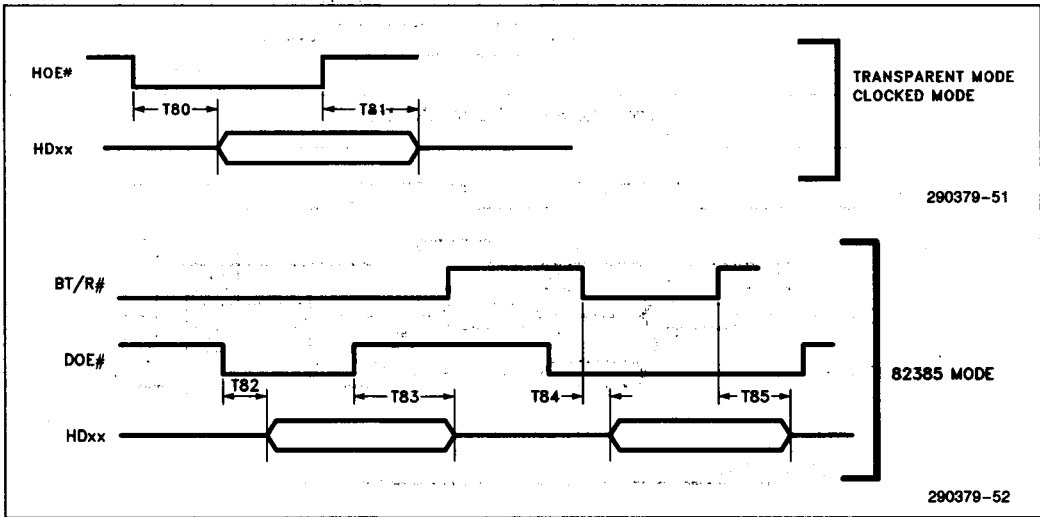 HOE#
T80
T81
HDxx
TRANSPARENT MODE
CLOCKED MODE
290379-51
BT/R#
DOE#
T82
T83
T84
T85
HDxx
82385 MODE
290379-52